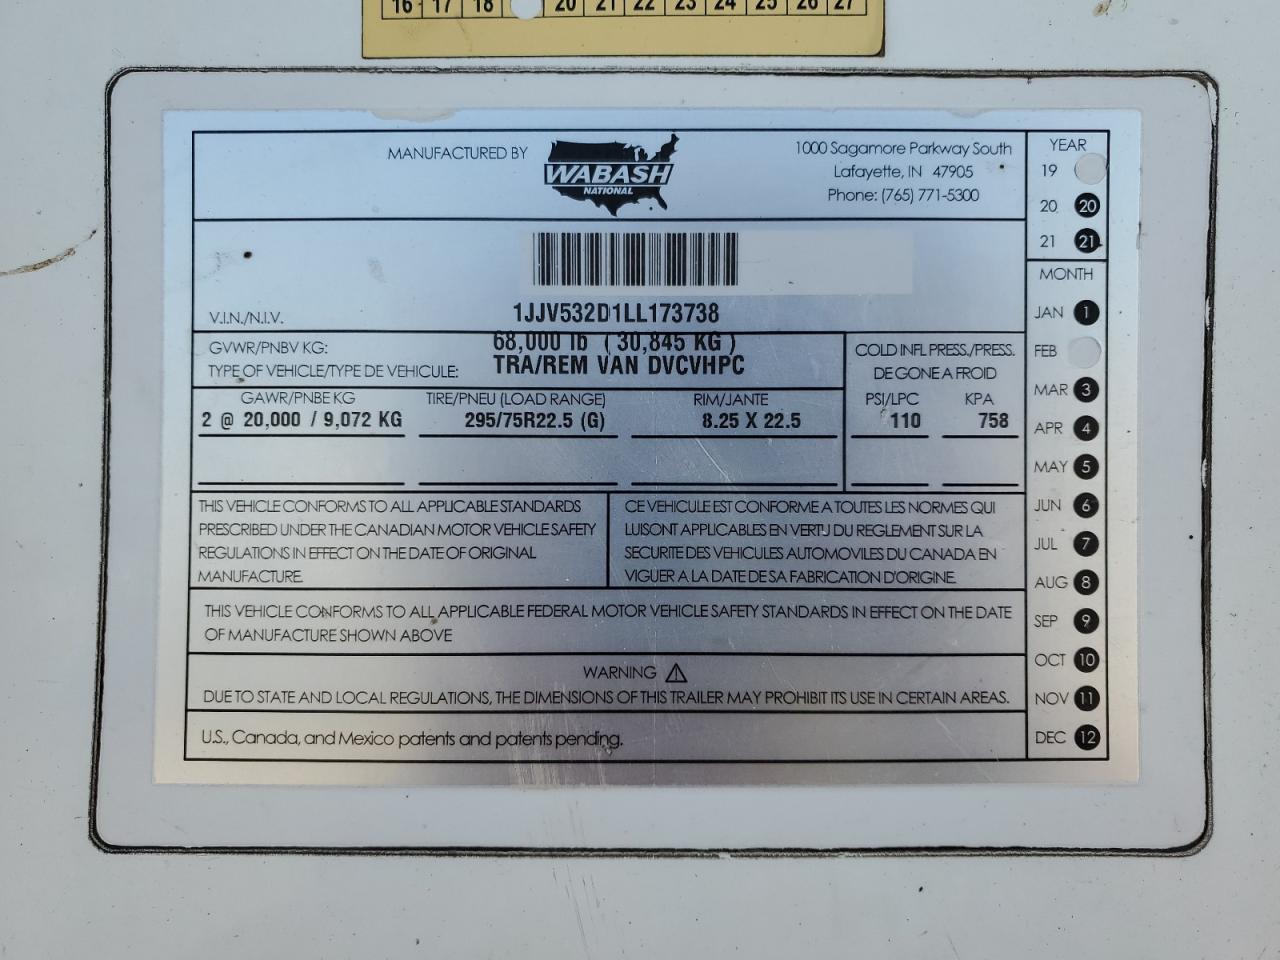 16 17 18 20 21 22 23 24 25 26 27
MANUFACTURED BY
WABASH
NATIONAL
1000 Sagamore Parkway South
Lafayette, IN 47905
Phone: (765) 771-5300
YEAR
19
20 20
21 21
MONTH
JAN 1
FEB
MAR 3
APR 4
MAY 5
JUN 6
JUL 7
AUG 8
SEP 9
OCT 10
NOV 11
DEC 12
V.I.N./N.I.V.
1JJV532D1LL173738
GVWR/PNBV KG:
68,000 lb ( 30,845 KG )
TYPE OF VEHICLE/TYPE DE VEHICULE:
TRA/REM VAN DVCVHPC
COLD INFL PRESS./PRESS.
DE GONE A FROID
GAWR/PNBE KG TIRE/PNEU (LOAD RANGE) RIM/JANTE PSI/LPC KPA
2 @ 20,000 / 9,072 KG 295/75R22.5 (G) 8.25 X 22.5 110 758
THIS VEHICLE CONFORMS TO ALL APPLICABLE STANDARDS
PRESCRIBED UNDER THE CANADIAN MOTOR VEHICLE SAFETY
REGULATIONS IN EFFECT ON THE DATE OF ORIGINAL
MANUFACTURE.
CE VEHICULE EST CONFORME A TOUTES LES NORMES QUI
LUI SONT APPLICABLES EN VERTU DU REGLEMENT SUR LA
SECURITE DES VEHICULES AUTOMOVILES DU CANADA EN
VIGUER A LA DATE DE SA FABRICATION D'ORIGINE.
THIS VEHICLE CONFORMS TO ALL APPLICABLE FEDERAL MOTOR VEHICLE SAFETY STANDARDS IN EFFECT ON THE DATE
OF MANUFACTURE SHOWN ABOVE
WARNING
DUE TO STATE AND LOCAL REGULATIONS, THE DIMENSIONS OF THIS TRAILER MAY PROHIBIT ITS USE IN CERTAIN AREAS.
U.S., Canada, and Mexico patents and patents pending.